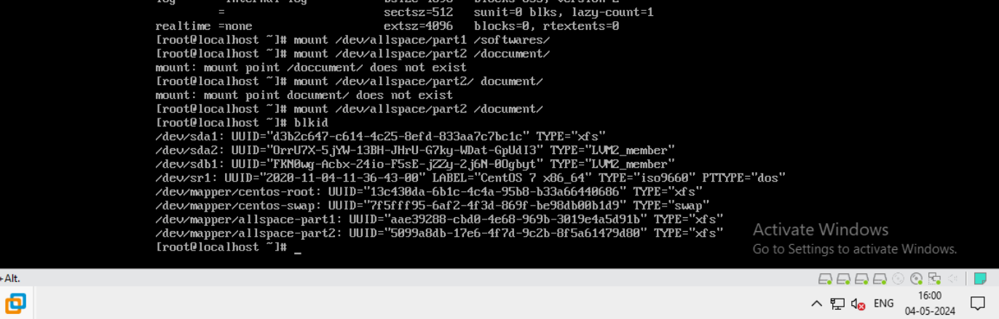 = sectsz=512 sunit=0 blks, lazy-count=1
realtime =none extsz=4096 blocks=0, rtextents=0
[root@localhost ~]# mount /dev/allspace/part1 /softwares/
[root@localhost ~]# mount /dev/allspace/part2 /doccument/
mount: mount point /doccument/ does not exist
[root@localhost ~]# mount /dev/allspace/part2/ document/
mount: mount point document/ does not exist
[root@localhost ~]# mount /dev/allspace/part2 /document/
[root@localhost ~]# blkid
/dev/sda1: UUID="d3b2c647-c614-4c25-8efd-833aa7c7bc1c" TYPE="xfs"
/dev/sda2: UUID="OrrU7X-5jYW-13BH-JHrU-G7ky-WDat-GpUdI3" TYPE="LVM2_member"
/dev/sdb1: UUID="FKN0wg-Acbx-24io-F5sE-jZZy-2j6N-0Ogbyt" TYPE="LVM2_member"
/dev/sr1: UUID="2020-11-04-11-36-43-00" LABEL="CentOS 7 x86_64" TYPE="iso9660" PTTYPE="dos"
/dev/mapper/centos-root: UUID="13c430da-6b1c-4c4a-95b8-b33a66440686" TYPE="xfs"
/dev/mapper/centos-swap: UUID="7f5fff95-6af2-4f3d-869f-be98db00b1d9" TYPE="swap"
/dev/mapper/allspace-part1: UUID="aae39288-cbd0-4e68-969b-3019e4a5d91b" TYPE="xfs"
/dev/mapper/allspace-part2: UUID="5099a8db-17e6-4f7d-9c2b-8f5a61479d80" TYPE="xfs"
[root@localhost ~]# _
Activate Windows
Go to Settings to activate Windows.
+Alt.
ENG
16:00
04-05-2024